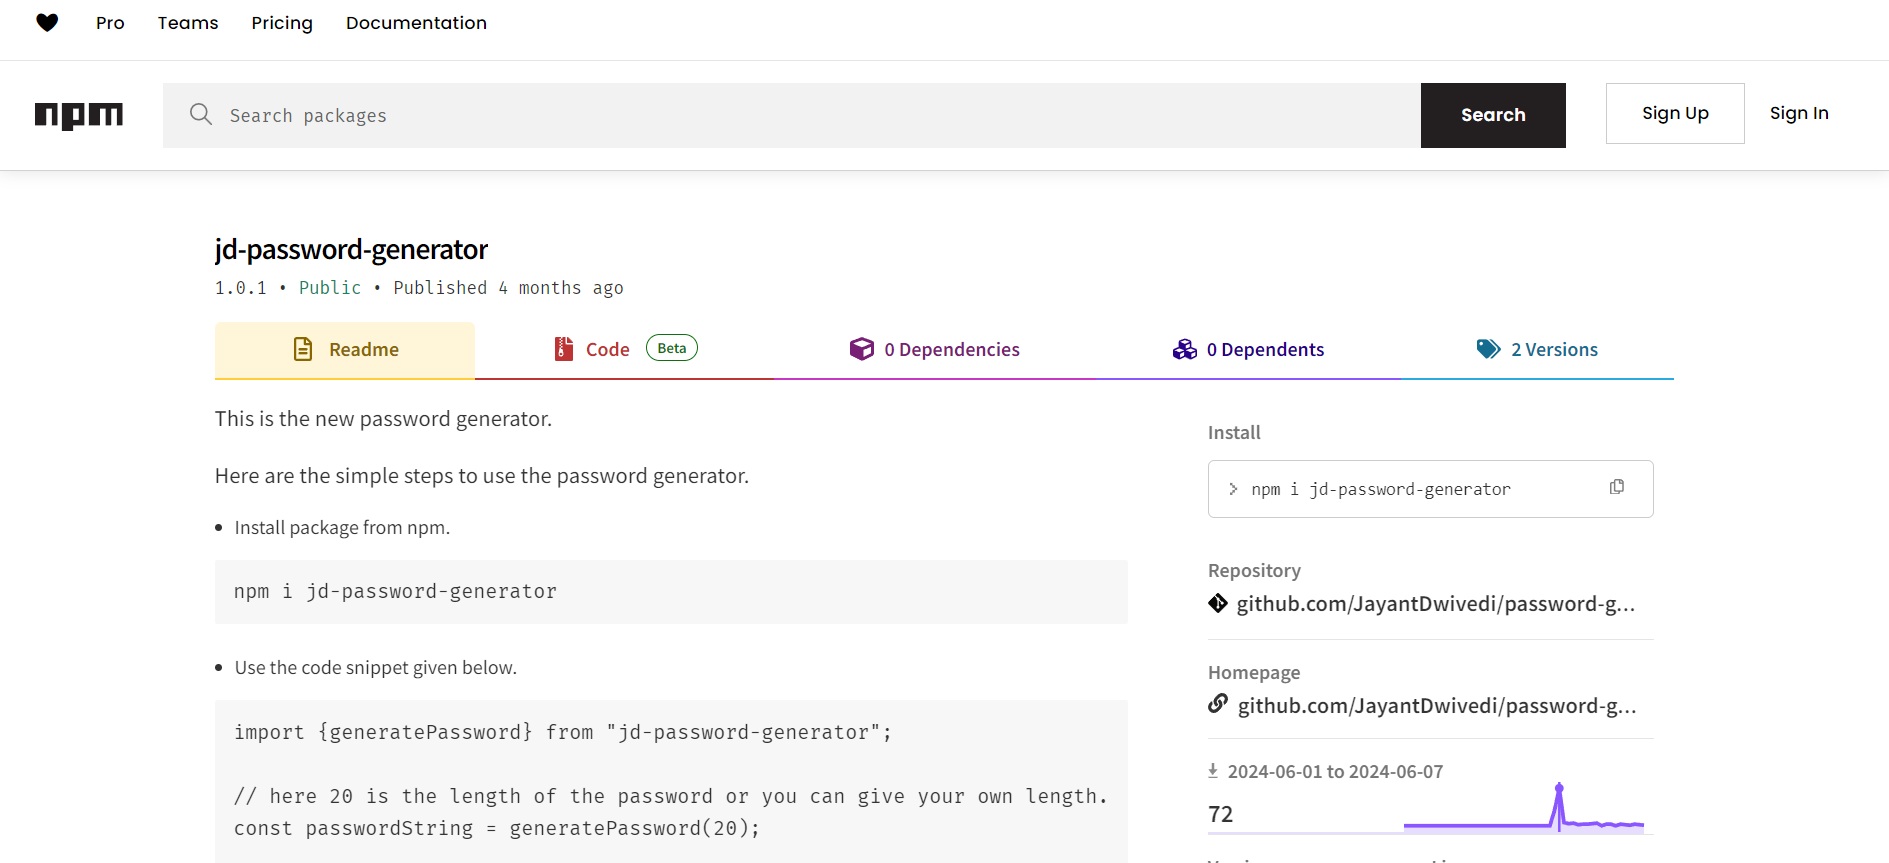 Pro Teams Pricing Documentation
npm
Search packages
Search
Sign Up
Sign In
jd-password-generator
1.0.1 • Public • Published 4 months ago
Readme
Code Beta
0 Dependencies
0 Dependents
2 Versions
This is the new password generator.
Here are the simple steps to use the password generator.
• Install package from npm.
npm i jd-password-generator
• Use the code snippet given below.
import {generatePassword} from "jd-password-generator";
// here 20 is the length of the password or you can give your own length.
const passwordString = generatePassword(20);
Install
> npm i jd-password-generator
Repository
github.com/JayantDwivedi/password-g...
Homepage
github.com/JayantDwivedi/password-g...
2024-06-01 to 2024-06-07
72